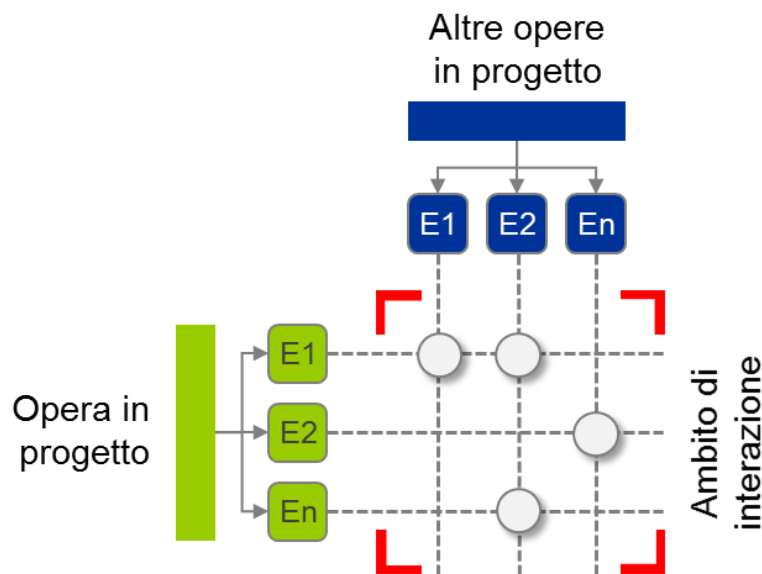 Altre opere
in progetto
E1 E2 En
E1
Opera in
progetto
E2
En
Ambito di
interazione